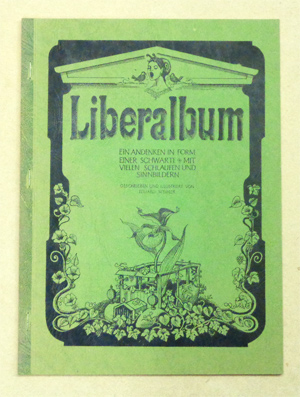 Liberalbum
EIN ANDENKEN IN FORM
EINER SCHWARTE + MIT
VIELEN SCHLAUFEN UND
SINNBILDERN